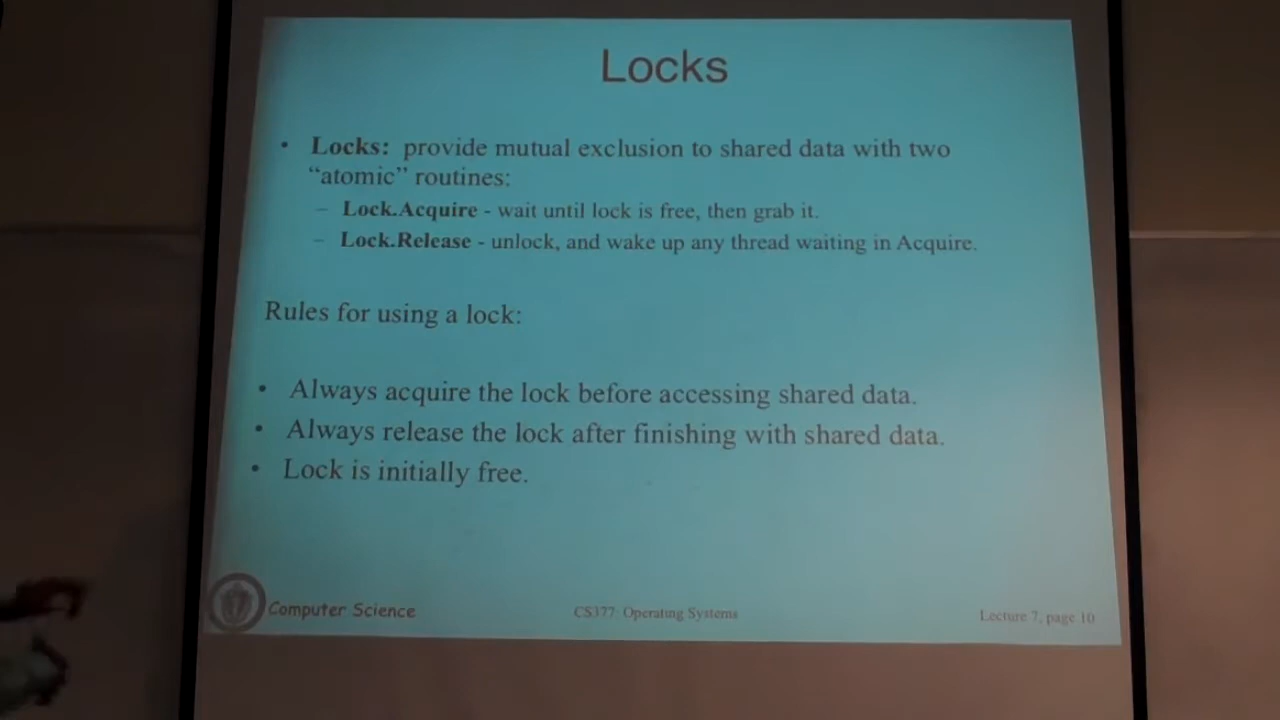 Locks
• Locks: provide mutual exclusion to shared data with two
“atomic” routines:
– Lock.Acquire - wait until lock is free, then grab it.
– Lock.Release - unlock, and wake up any thread waiting in Acquire.
Rules for using a lock:
• Always acquire the lock before accessing shared data.
• Always release the lock after finishing with shared data.
• Lock is initially free.
Computer Science
CS377: Operating Systems
Lecture 7, page 10